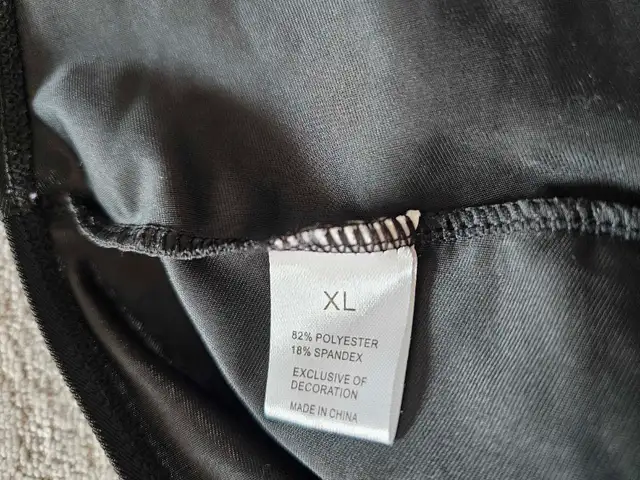 XL
82% POLYESTER
18% SPANDEX
EXCLUSIVE OF
DECORATION
MADE IN CHINA